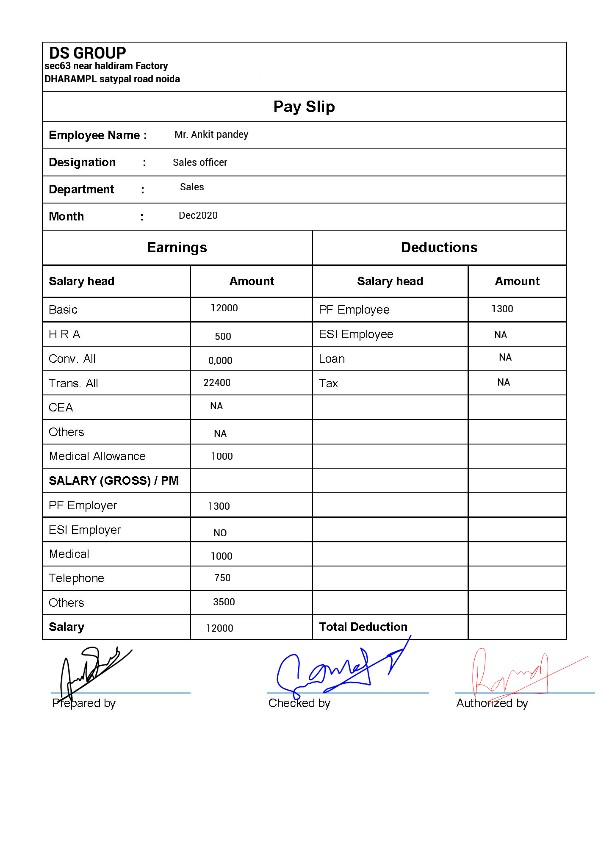 DS GROUP
sec63 near haldiram Factory
DHARAMPL satypal road noida
Pay Slip
Employee Name : Mr. Ankit pandey
Designation : Sales officer
Department : Sales
Month : Dec2020
Earnings Deductions
Salary head Amount Salary head Amount
Basic 12000 PF Employee 1300
H R A 500 ESI Employee NA
Conv. All 0,000 Loan NA
Trans. All 22400 Tax NA
CEA NA
Others NA
Medical Allowance 1000
SALARY (GROSS) / PM
PF Employer 1300
ESI Employer NO
Medical 1000
Telephone 750
Others 3500
Salary 12000 Total Deduction
Prepared by Checked by Authorized by